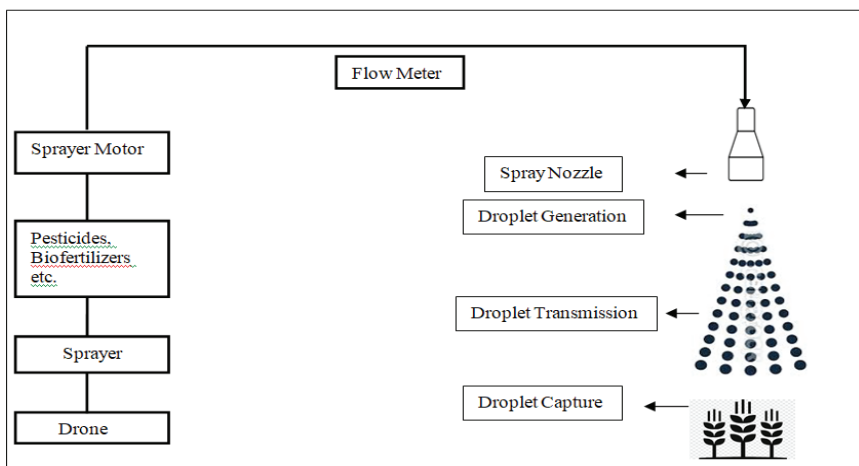 Flow Meter
Sprayer Motor
Spray Nozzle
Droplet Generation
Pesticides,
Biofertilizers
etc.
Droplet Transmission
Sprayer
Droplet Capture
Drone